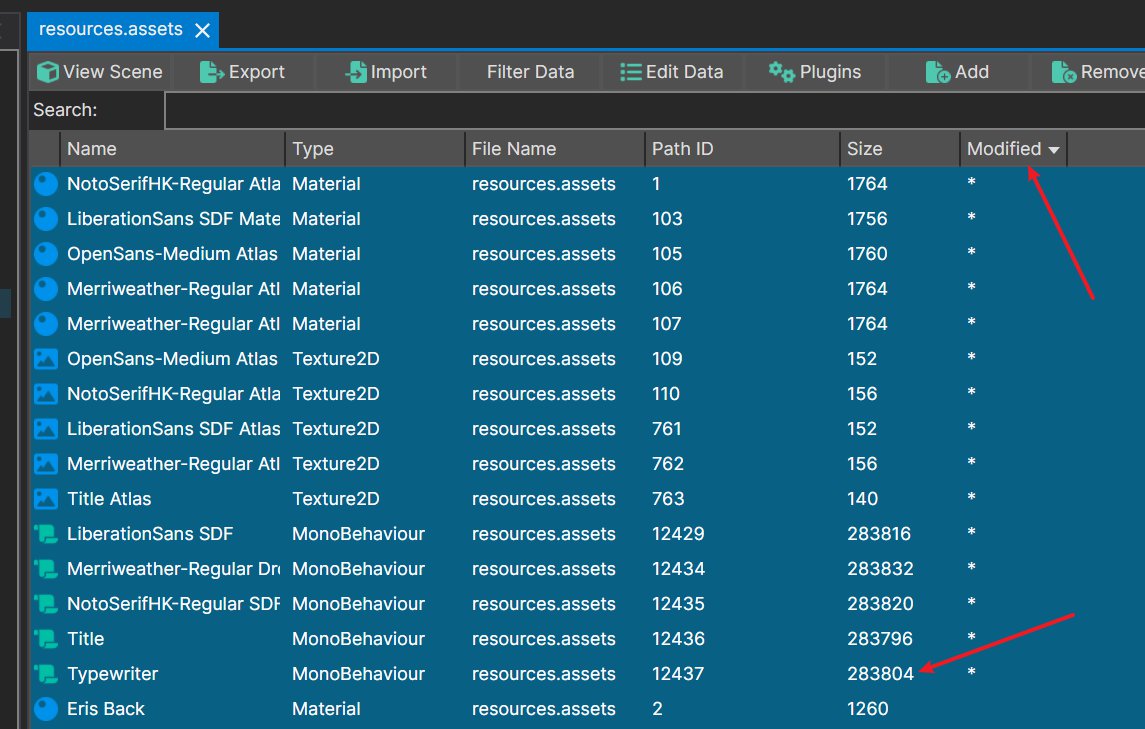 resources.assets
View Scene Export Import Filter Data Edit Data Plugins Add Remove
Search:
Name Type File Name Path ID Size Modified
NotoSerifHK-Regular Atla Material resources.assets 1 1764 *
LiberationSans SDF Mate Material resources.assets 103 1756 *
OpenSans-Medium Atlas Material resources.assets 105 1760 *
Merriweather-Regular Atl Material resources.assets 106 1764 *
Merriweather-Regular Atl Material resources.assets 107 1764 *
OpenSans-Medium Atlas Texture2D resources.assets 109 152 *
NotoSerifHK-Regular Atla Texture2D resources.assets 110 156 *
LiberationSans SDF Atlas Texture2D resources.assets 761 152 *
Merriweather-Regular Atl Texture2D resources.assets 762 156 *
Title Atlas Texture2D resources.assets 763 140 *
LiberationSans SDF MonoBehaviour resources.assets 12429 283816 *
Merriweather-Regular Dr MonoBehaviour resources.assets 12434 283832 *
NotoSerifHK-Regular SDF MonoBehaviour resources.assets 12435 283820 *
Title MonoBehaviour resources.assets 12436 283796 *
Typewriter MonoBehaviour resources.assets 12437 283804 *
Eris Back Material resources.assets 2 1260